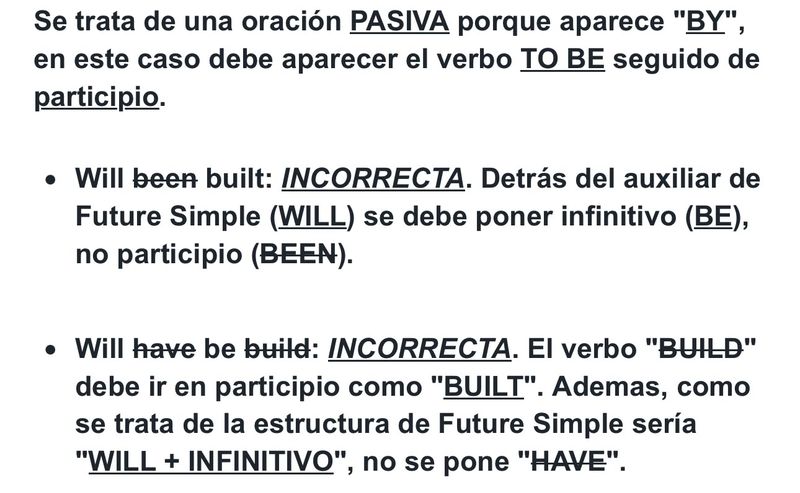 Se trata de una oración PASIVA porque aparece "BY",
en este caso debe aparecer el verbo TO BE seguido de
participio.
• Will been built: INCORRECTA. Detrás del auxiliar de
Future Simple (WILL) se debe poner infinitivo (BE),
no participio (BEEN).
• Will have be build: INCORRECTA. El verbo "BUILD"
debe ir en participio como "BUILT". Ademas, como
se trata de la estructura de Future Simple sería
"WILL + INFINITIVO", no se pone "HAVE".